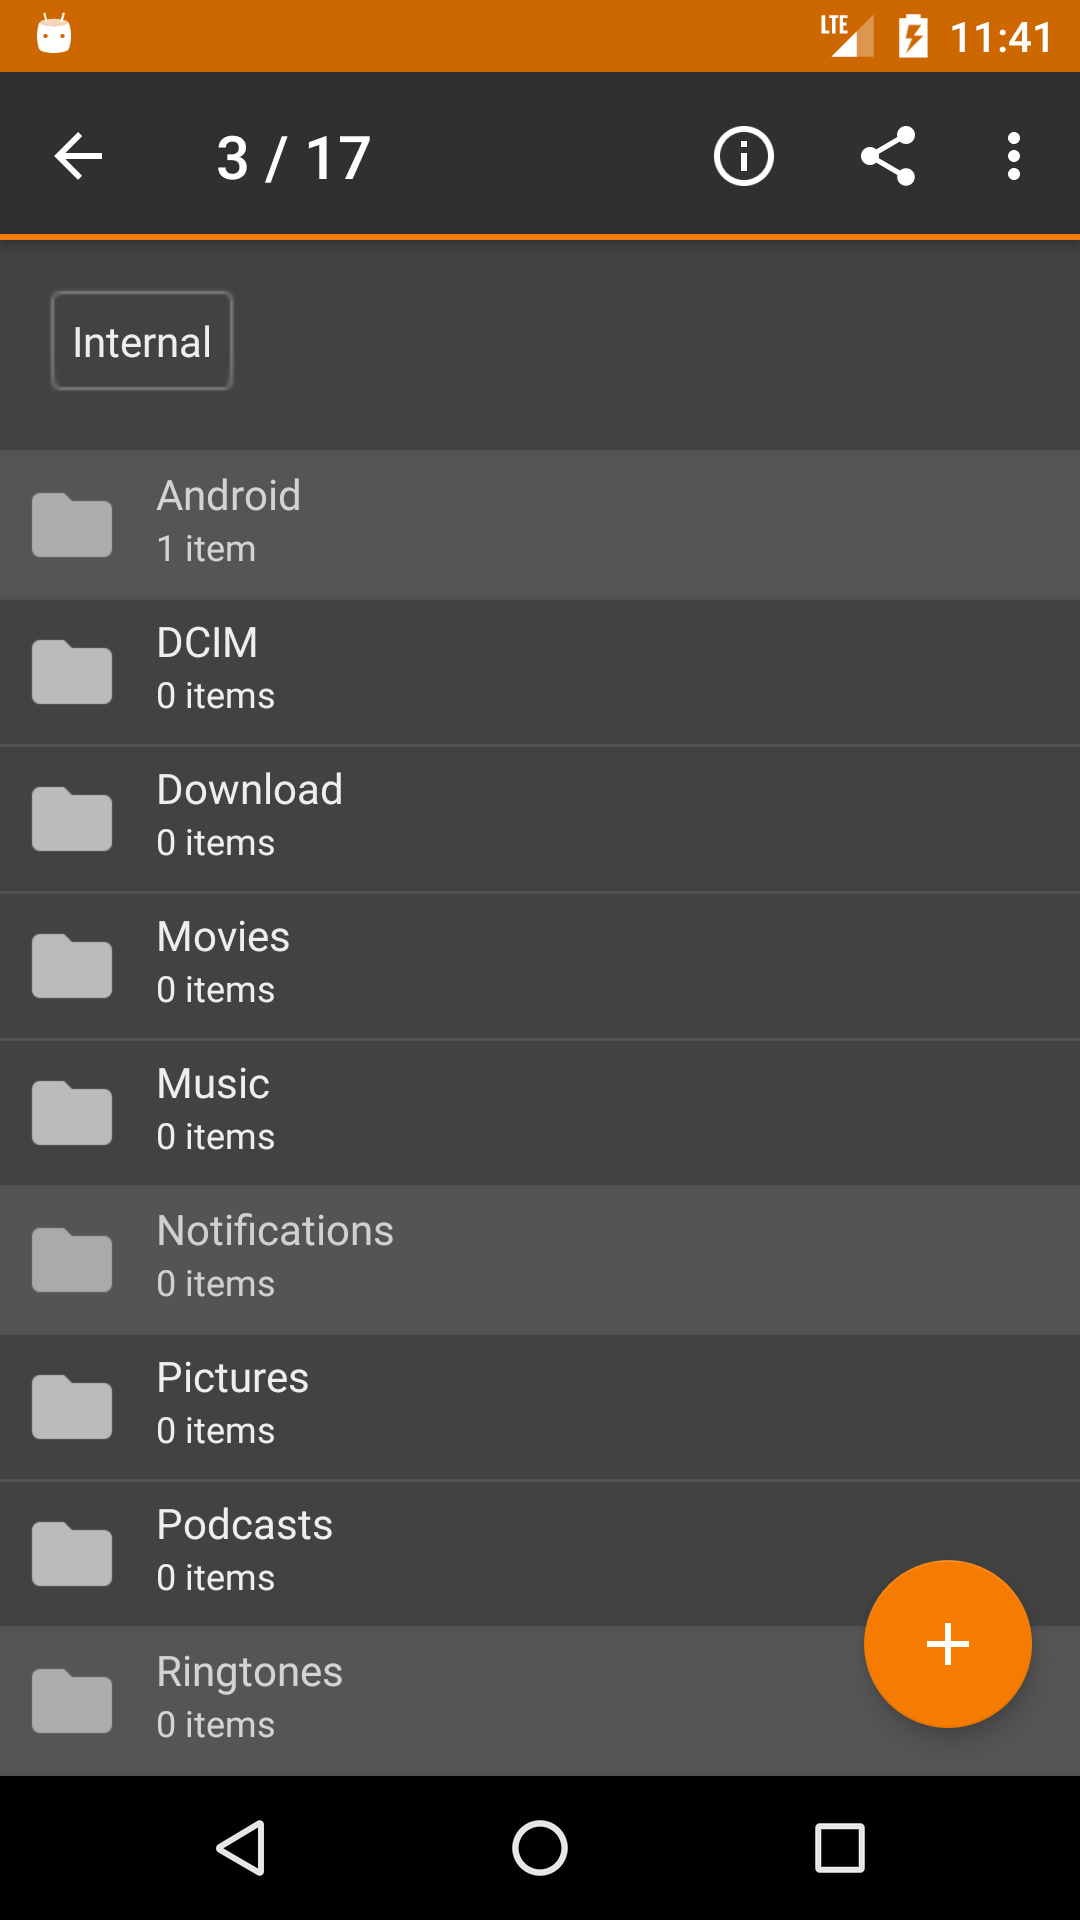 LTE 11:41
3 / 17
Internal
Android
1 item
DCIM
0 items
Download
0 items
Movies
0 items
Music
0 items
Notifications
0 items
Pictures
0 items
Podcasts
0 items
Ringtones
0 items